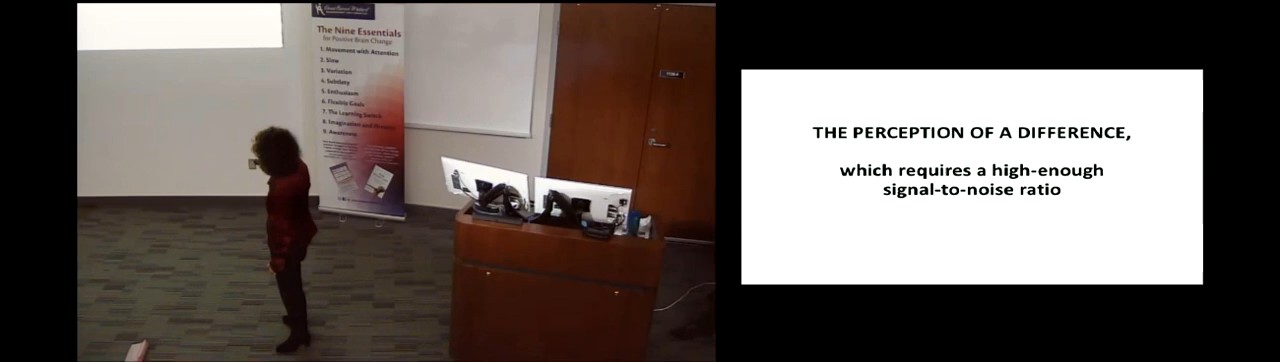 The Nine Essentials
for Positive Brain Change
1. Movement with Attention
2. Slow
3. Variation
4. Subtlety
5. Enthusiasm
6. Flexible Goals
7. The Learning Switch
8. Imagination and Dreams
9. Awareness
THE PERCEPTION OF A DIFFERENCE,
which requires a high-enough
signal-to-noise ratio